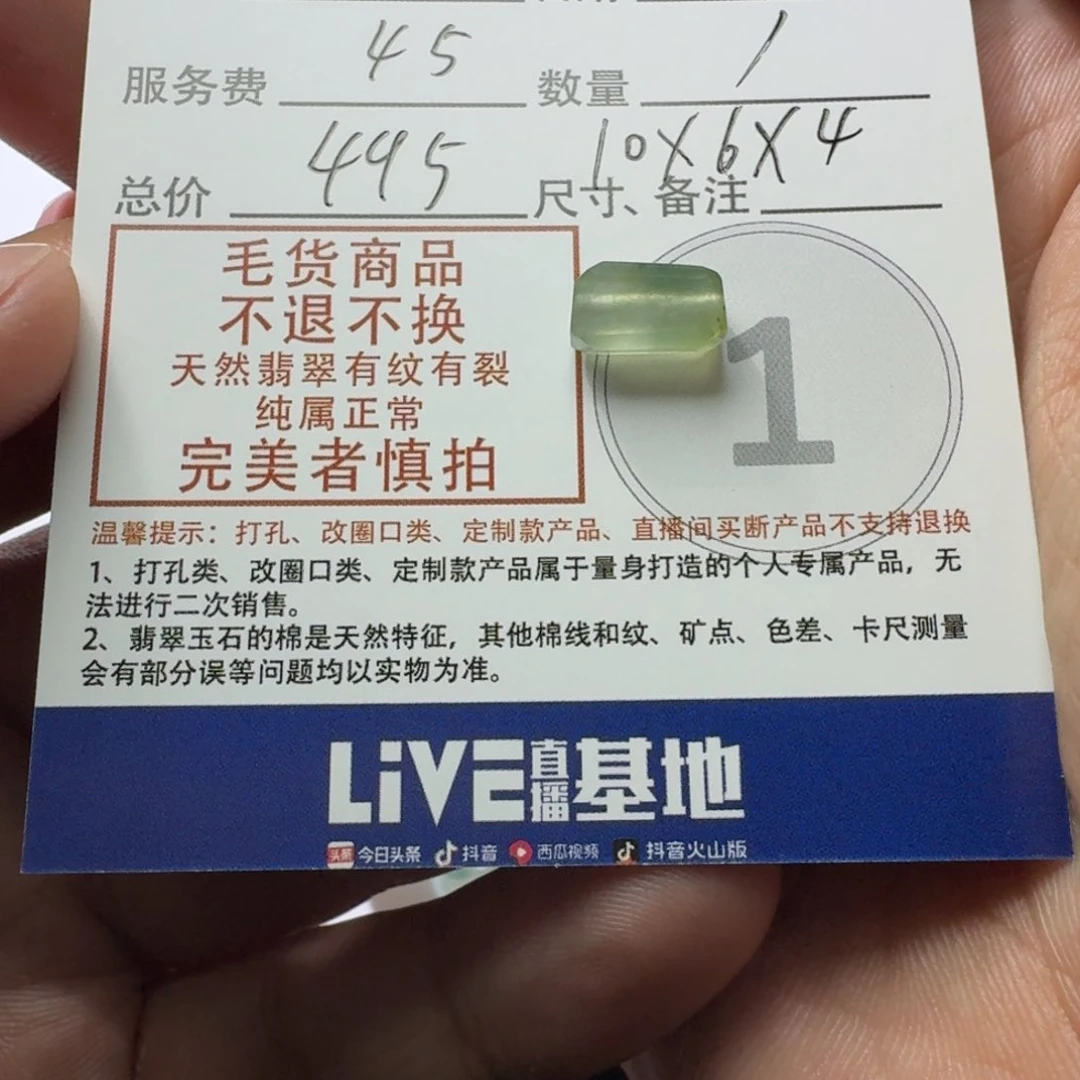 服务费 45 数量 1
总价 495 尺寸、备注 10X6X4
毛货商品
不退不换
天然翡翠有纹有裂
纯属正常
完美者慎拍
1
温馨提示：打孔、改圈口类、定制款产品、直播间买断产品不支持退换
1、打孔类、改圈口类、定制款产品属于量身打造的个人专属产品，无
法进行二次销售。
2、翡翠玉石的棉是天然特征，其他棉线和纹、矿点、色差、卡尺测量
会有部分误等问题均以实物为准。
LiVE直播基地
头条 今日头条 抖音 西瓜视频 抖音火山版